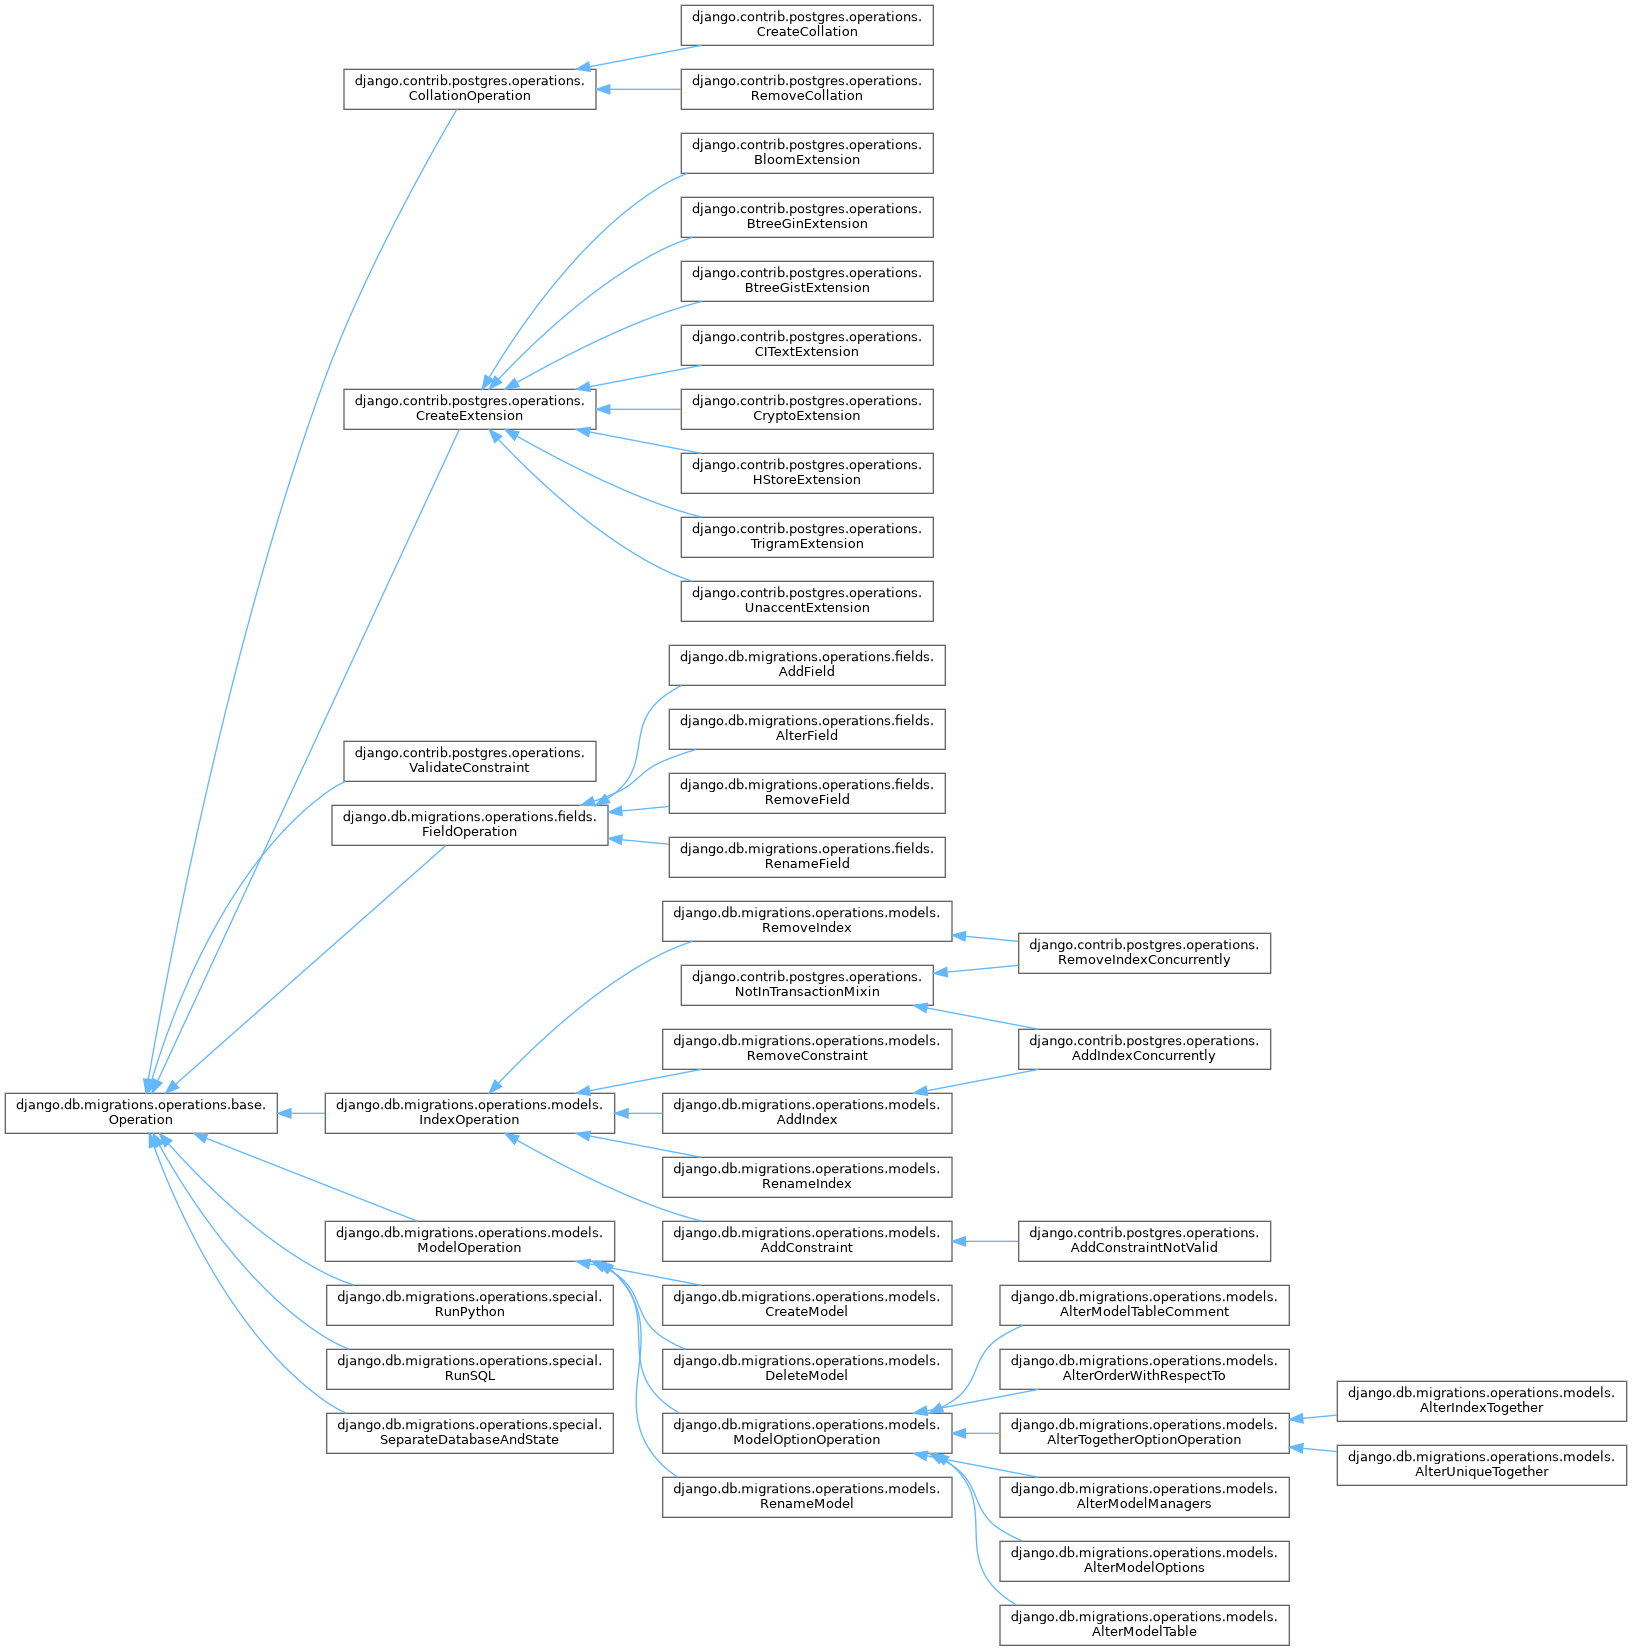 django.contrib.postgres.operations.
CreateCollation
django.contrib.postgres.operations.
CollationOperation
django.contrib.postgres.operations.
RemoveCollation
django.contrib.postgres.operations.
BloomExtension
django.contrib.postgres.operations.
BtreeGinExtension
django.contrib.postgres.operations.
BtreeGistExtension
django.contrib.postgres.operations.
CITextExtension
django.contrib.postgres.operations.
CreateExtension
django.contrib.postgres.operations.
CryptoExtension
django.contrib.postgres.operations.
HStoreExtension
django.contrib.postgres.operations.
TrigramExtension
django.contrib.postgres.operations.
UnaccentExtension
django.db.migrations.operations.fields.
AddField
django.db.migrations.operations.fields.
AlterField
django.contrib.postgres.operations.
ValidateConstraint
django.db.migrations.operations.fields.
RemoveField
django.db.migrations.operations.fields.
FieldOperation
django.db.migrations.operations.fields.
RenameField
django.db.migrations.operations.models.
RemoveIndex
django.contrib.postgres.operations.
RemoveIndexConcurrently
django.contrib.postgres.operations.
NotInTransactionMixin
django.db.migrations.operations.models.
RemoveConstraint
django.contrib.postgres.operations.
AddIndexConcurrently
django.db.migrations.operations.base.
Operation
django.db.migrations.operations.models.
IndexOperation
django.db.migrations.operations.models.
AddIndex
django.db.migrations.operations.models.
RenameIndex
django.db.migrations.operations.models.
ModelOperation
django.db.migrations.operations.models.
AddConstraint
django.contrib.postgres.operations.
AddConstraintNotValid
django.db.migrations.operations.special.
RunPython
django.db.migrations.operations.models.
CreateModel
django.db.migrations.operations.models.
AlterModelTableComment
django.db.migrations.operations.special.
RunSQL
django.db.migrations.operations.models.
DeleteModel
django.db.migrations.operations.models.
AlterOrderWithRespectTo
django.db.migrations.operations.models.
AlterIndexTogether
django.db.migrations.operations.special.
SeparateDatabaseAndState
django.db.migrations.operations.models.
ModelOptionOperation
django.db.migrations.operations.models.
AlterTogetherOptionOperation
django.db.migrations.operations.models.
AlterUniqueTogether
django.db.migrations.operations.models.
RenameModel
django.db.migrations.operations.models.
AlterModelManagers
django.db.migrations.operations.models.
AlterModelOptions
django.db.migrations.operations.models.
AlterModelTable